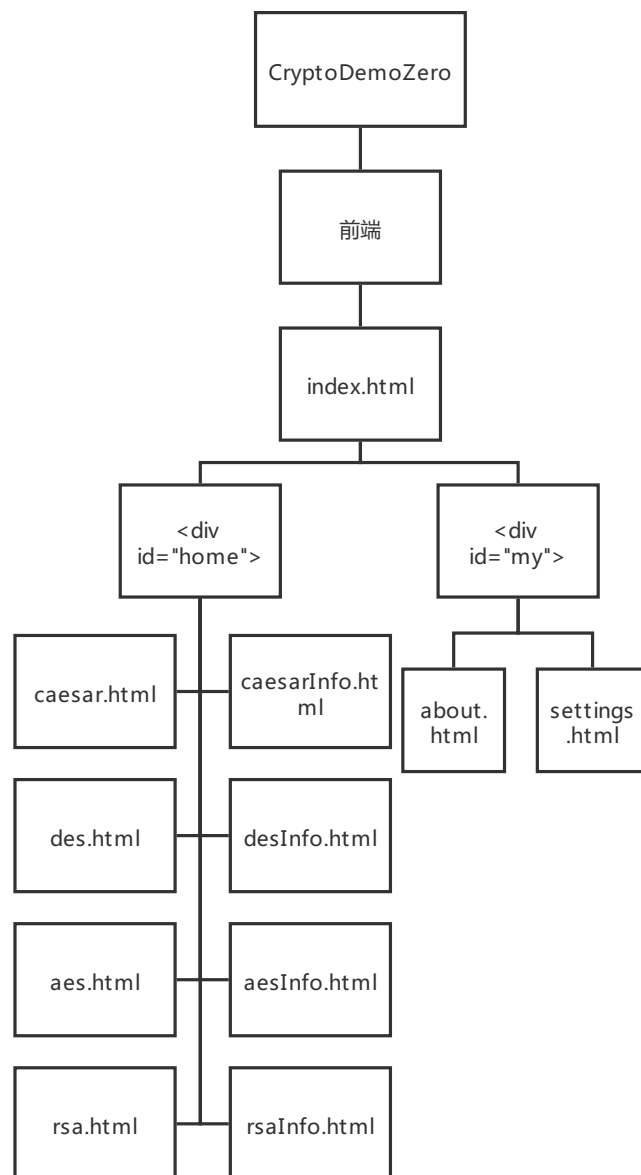 CryptoDemoZero
前端
index.html
<div
id="home">
<div
id="my">
caesar.html
caesarInfo.ht
ml
about.
html
settings
.html
des.html
desInfo.html
aes.html
aesInfo.html
rsa.html
rsaInfo.html